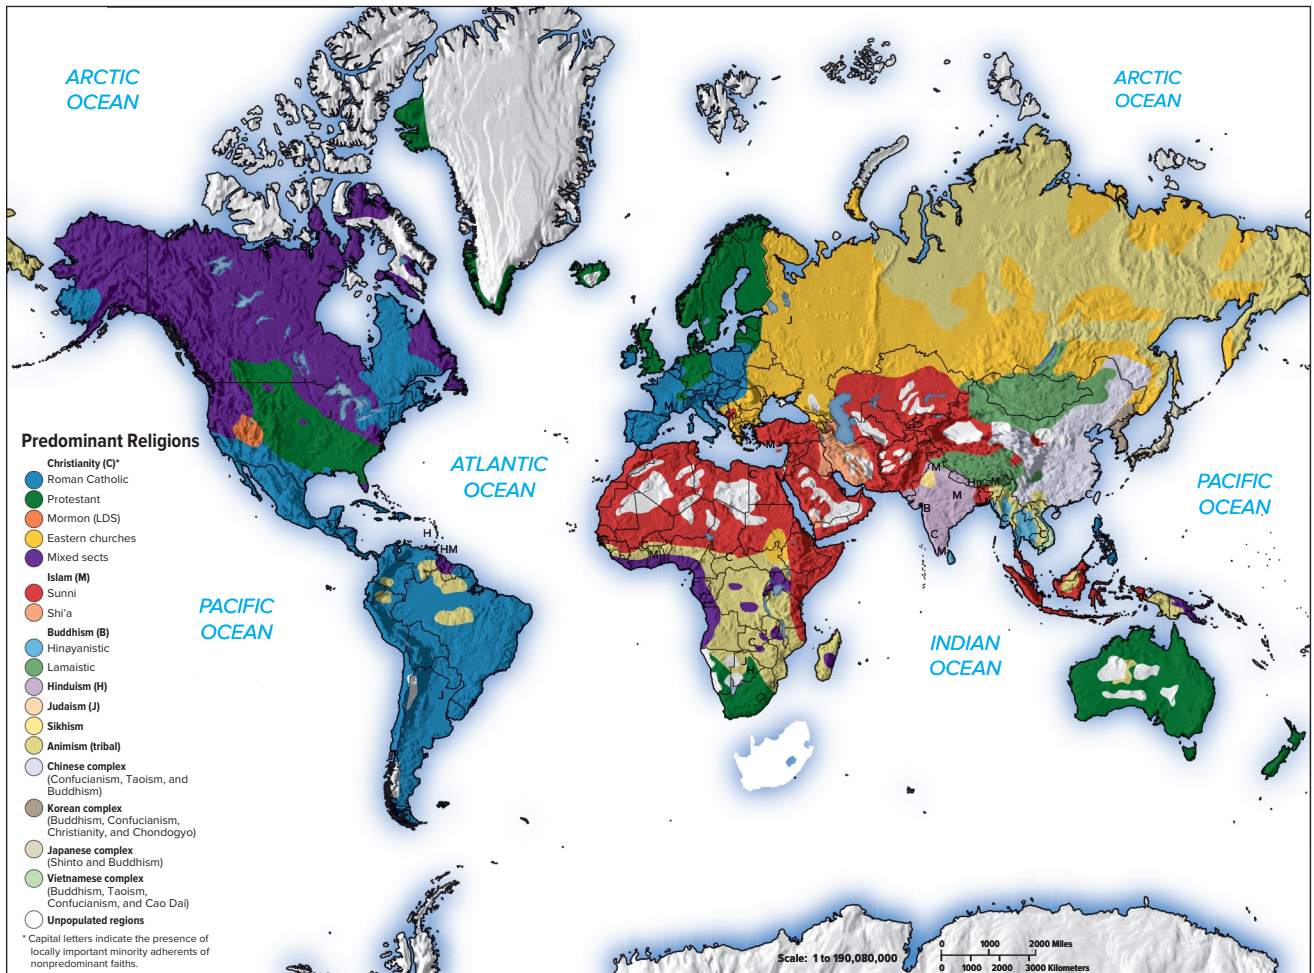 ARCTIC
OCEAN
ARCTIC
OCEAN
ATLANTIC
OCEAN
PACIFIC
OCEAN
PACIFIC
OCEAN
INDIAN
OCEAN
Predominant Religions
Christianity (C)*
Roman Catholic
Protestant
Mormon (LDS)
Eastern churches
Mixed sects
Islam (M)
Sunni
Shi'a
Buddhism (B)
Hinayanistic
Lamaistic
Hinduism (H)
Judaism (J)
Sikhism
Animism (tribal)
Chinese complex
(Confucianism, Taoism, and
Buddhism)
Korean complex
(Buddhism, Confucianism,
Christianity, and Chondogyo)
Japanese complex
(Shinto and Buddhism)
Vietnamese complex
(Buddhism, Taoism,
Confucianism, and Cao Dai)
Unpopulated regions
* Capital letters indicate the presence of
locally important minority adherents of
nonpredominant faiths.
J
H
HM
J
J
M
M
C
C
M
C
J
H
C
M
H
M
M
B
C
M
C
C
C
Scale: 1 to 190,080,000
0 1000 2000 Miles
0 1000 2000 3000 Kilometers